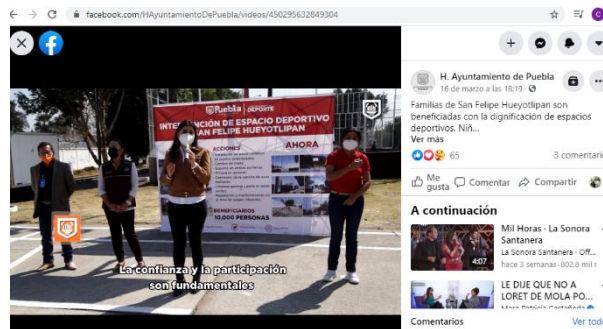 facebook.com/HAyuntamientoDePuebla/videos/450295632849304
H. Ayuntamiento de Puebla
16 de marzo a las 18:19
Familias de San Felipe Hueyotlipan son
beneficiadas con la dignificación de espacios
deportivos. Niñ...
Ver más
65
3 comentario
Me gusta
Comentar
Compartir
A continuación
Mil Horas - La Sonora
Santanera
La Sonora Santanera · Off...
hace 3 semanas · 802.8 mil
4:07
LE DIJE QUE NO A
LORET DE MOLA PO...
Comentarios
Ver tod
Puebla
DEPORTE
INTERVENCIÓN DE ESPACIO DEPORTIVO
SAN FELIPE HUEYOTLIPAN
ACCIONES
AHORA
BENEFICIARIOS
10,000 PERSONAS
La confianza y la participación
son fundamentales